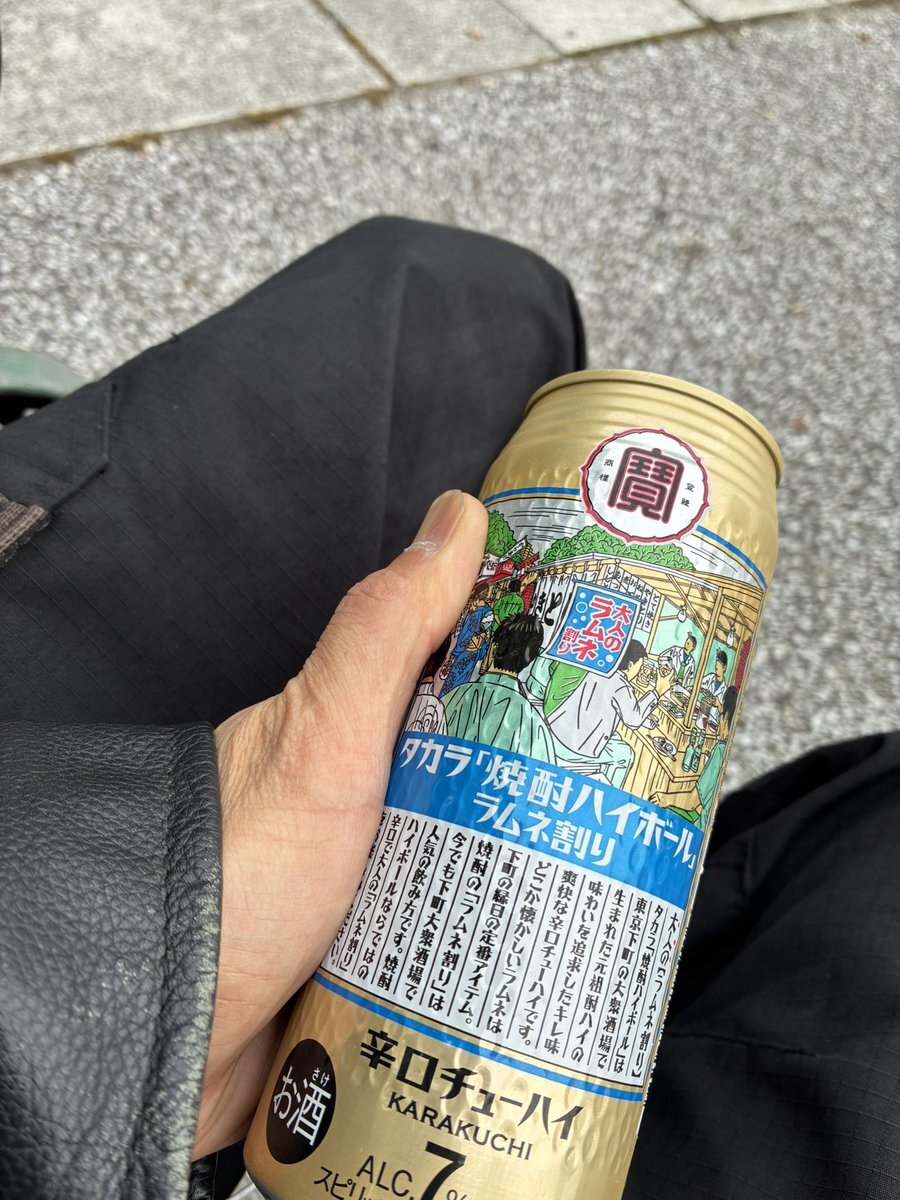 寶
商標
登録
大人の
ラムネ
割り
タカラ「焼酎ハイボール」
ラムネ割り
大人の【ラムネ割り】
タカラ「焼酎ハイボール」は
東京下町の大衆酒場で
生まれた元祖酎ハイの
味わいを追求したキレ味
爽快な辛口チューハイです。
どこか懐かしい「ラムネ」は
下町の縁日の定番アイテム。
焼酎の「ラムネ割り」は
今でも下町大衆酒場で
人気の飲み方です。焼酎
ハイボールならではの
辛口で大人の「ラムネ割り」
お酒
さけ
辛口チューハイ
KARAKUCHI
ALC.7%
スピリ